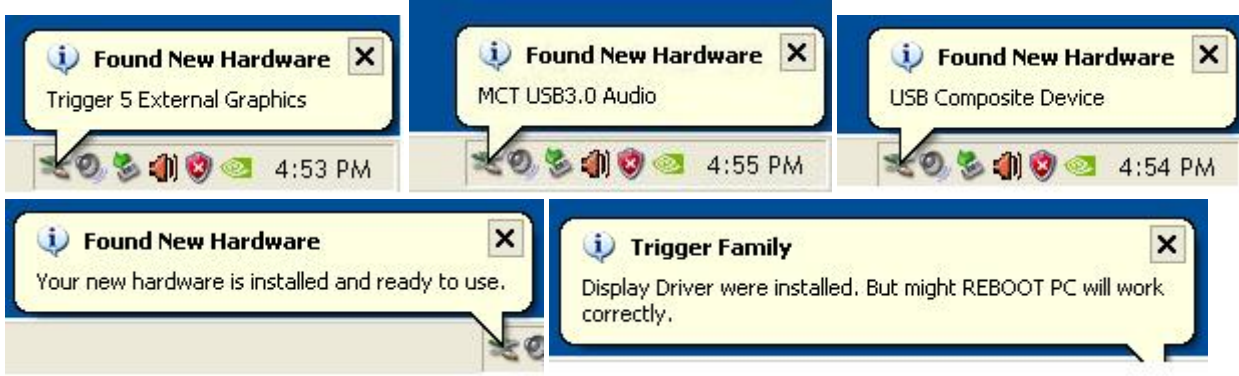 Found New Hardware
Trigger 5 External Graphics
4:53 PM
Found New Hardware
MCT USB3.0 Audio
4:55 PM
Found New Hardware
USB Composite Device
4:54 PM
Found New Hardware
Your new hardware is installed and ready to use.
Trigger Family
Display Driver were installed. But might REBOOT PC will work
correctly.